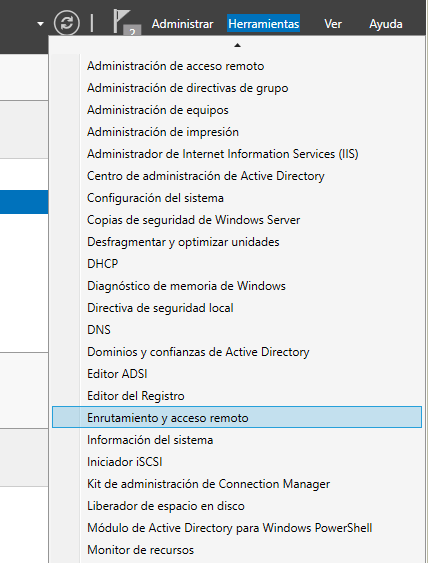 2 Administrar Herramientas Ver Ayuda
Administración de acceso remoto
Administración de directivas de grupo
Administración de equipos
Administración de impresión
Administrador de Internet Information Services (IIS)
Centro de administración de Active Directory
Configuración del sistema
Copias de seguridad de Windows Server
Desfragmentar y optimizar unidades
DHCP
Diagnóstico de memoria de Windows
Directiva de seguridad local
DNS
Dominios y confianzas de Active Directory
Editor ADSI
Editor del Registro
Enrutamiento y acceso remoto
Información del sistema
Iniciador iSCSI
Kit de administración de Connection Manager
Liberador de espacio en disco
Módulo de Active Directory para Windows PowerShell
Monitor de recursos